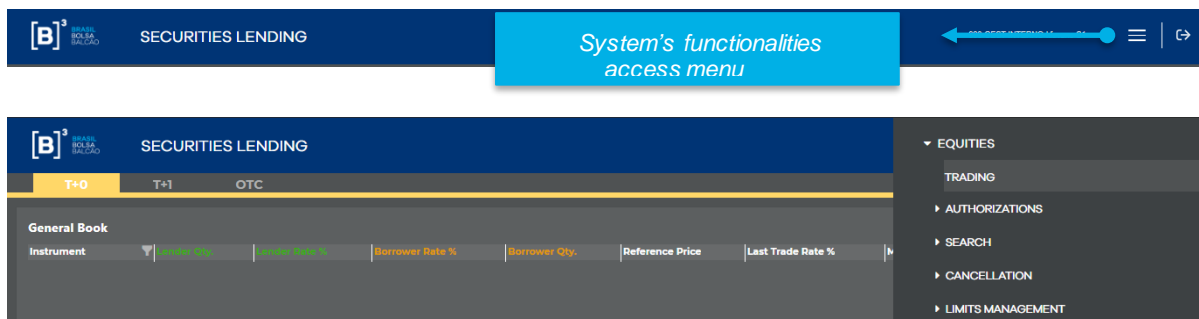 [B]³ BRASIL BOLSA BALCÃO SECURITIES LENDING
System's functionalities
access menu
[B]³ BRASIL BOLSA BALCÃO SECURITIES LENDING
EQUITIES
T+0 T+1 OTC
TRADING
AUTHORIZATIONS
General Book
Instrument Lender Qty. Lender Rate % Borrower Rate % Borrower Qty. Reference Price Last Trade Rate % M
SEARCH
CANCELLATION
LIMITS MANAGEMENT